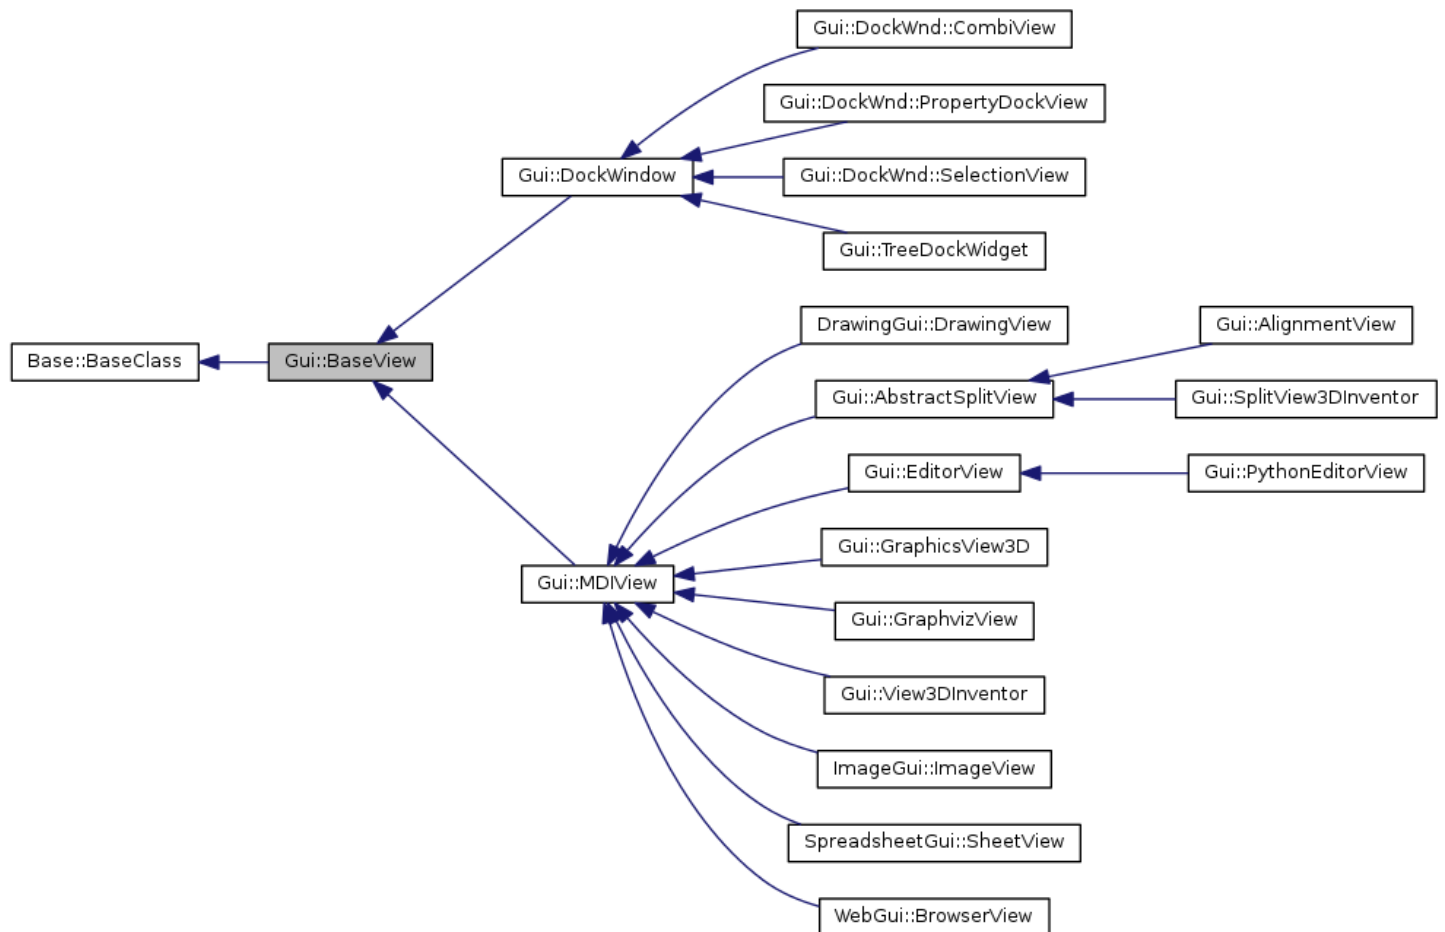 Gui::DockWnd::CombiView
Gui::DockWnd::PropertyDockView
Gui::DockWindow
Gui::DockWnd::SelectionView
Gui::TreeDockWidget
DrawingGui::DrawingView
Gui::AlignmentView
Base::BaseClass
Gui::BaseView
Gui::AbstractSplitView
Gui::SplitView3DInventor
Gui::EditorView
Gui::PythonEditorView
Gui::GraphicsView3D
Gui::MDIView
Gui::GraphvizView
Gui::View3DInventor
ImageGui::ImageView
SpreadsheetGui::SheetView
WebGui::BrowserView